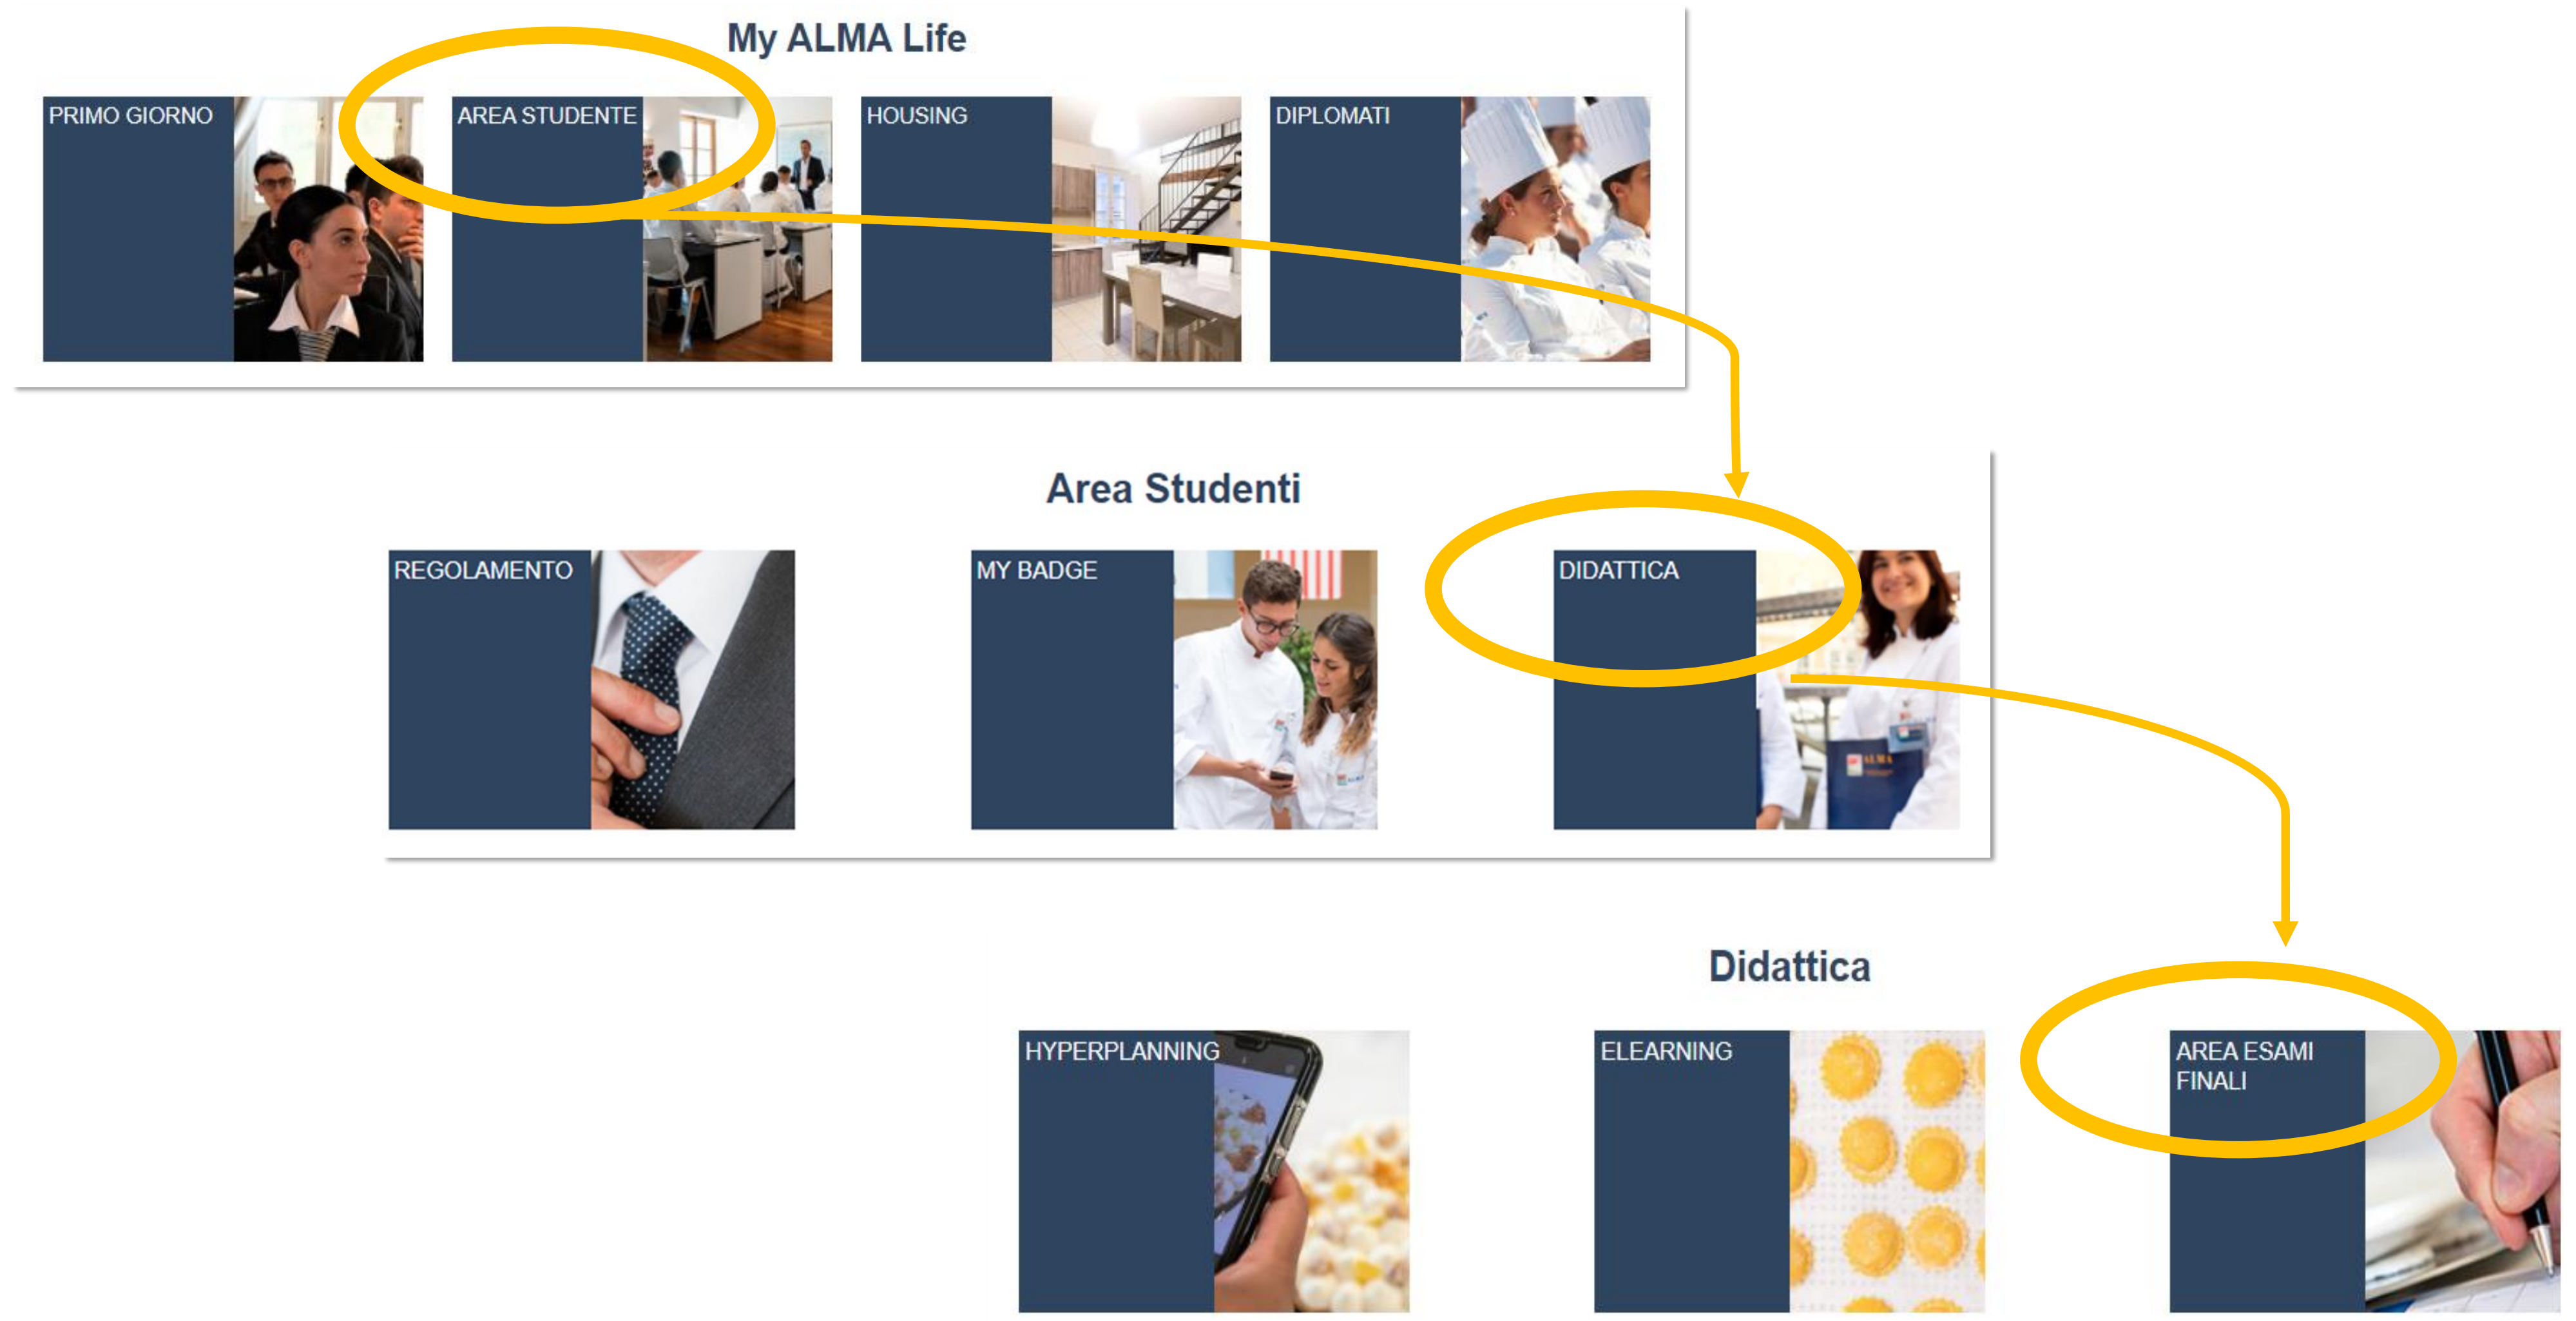 My ALMA Life
PRIMO GIORNO
AREA STUDENTE
HOUSING
DIPLOMATI
Area Studenti
REGOLAMENTO
MY BADGE
DIDATTICA
ALMA
Didattica
HYPERPLANNING
ELEARNING
AREA ESAMI
FINALI